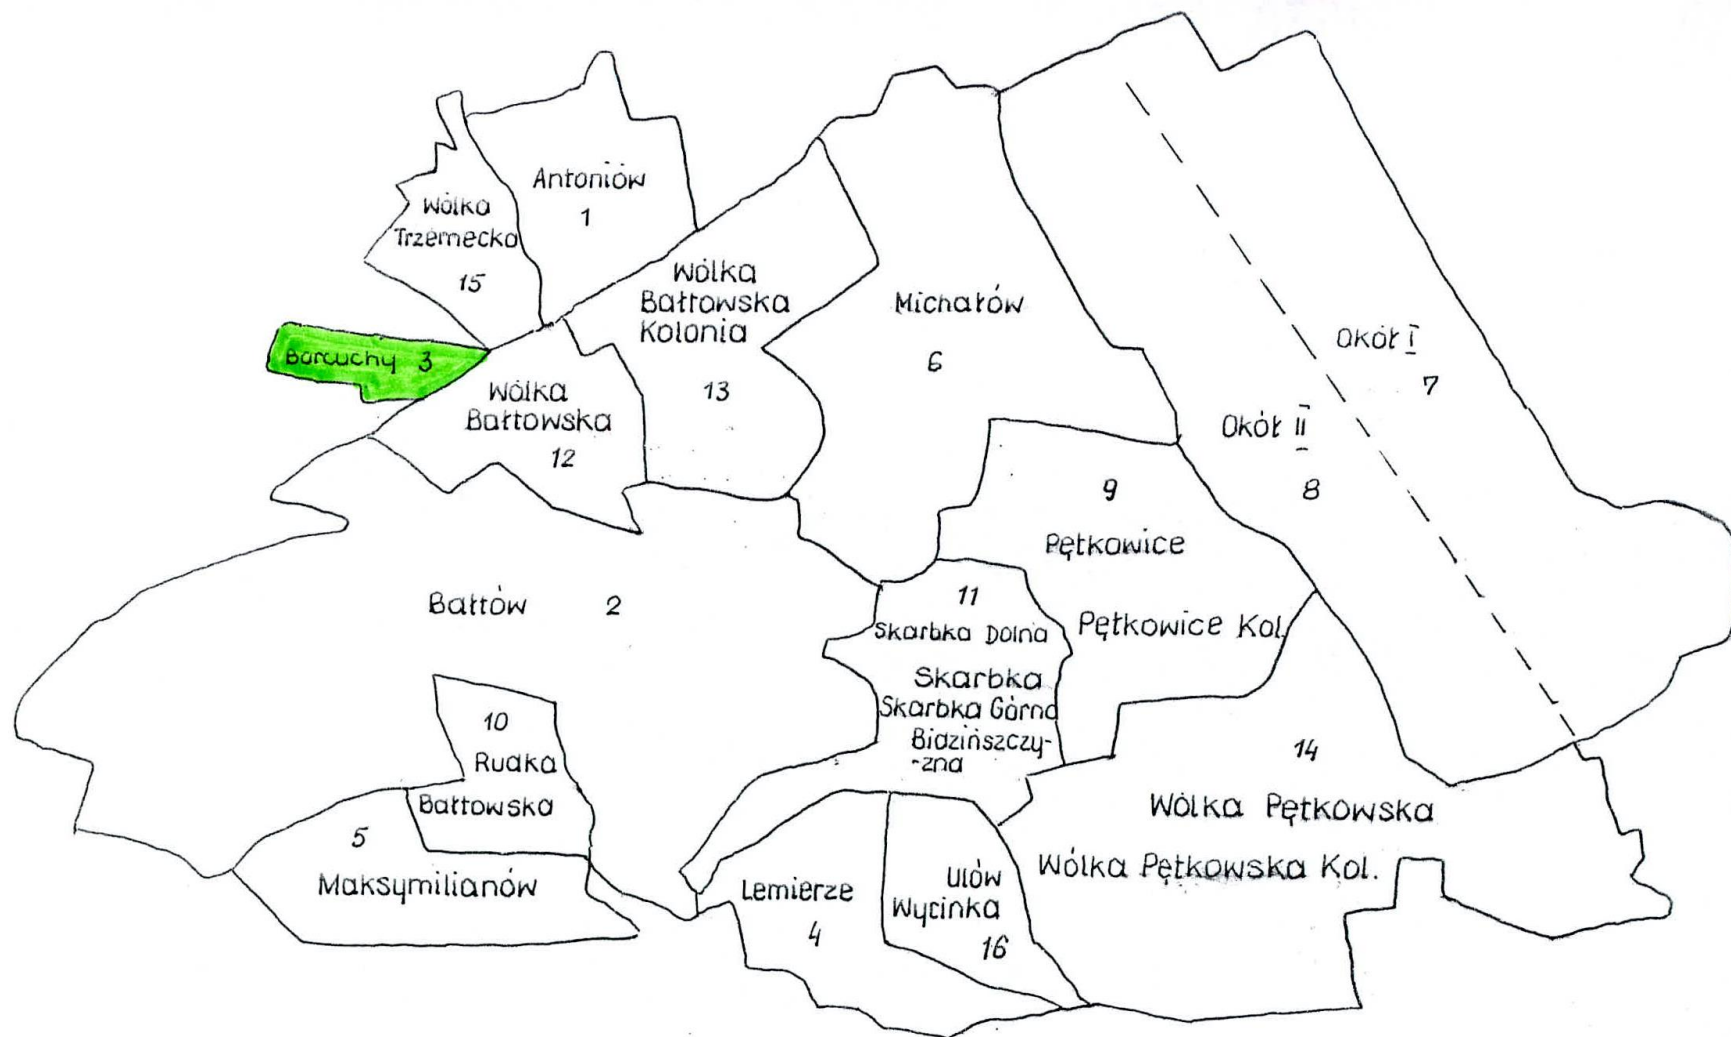 Antoniów
1
Wólka
Trzemecka
15
Borcuchy 3
Wólka
Bałtowska
12
Wólka
Bałtowska
Kolonia
13
Michałów
6
Okół I
7
Okół II
8
9
Pętkowice
Pętkowice Kol.
Bałtów 2
11
Skarbka Dolna
Skarbka
Skarbka Górna
Bidzińszczy-
-zna
10
Rudka
Bałtowska
5
Maksymilianów
14
Wólka Pętkowska
Wólka Pętkowska Kol.
Lemierze
4
Ulów
Wycinka
16